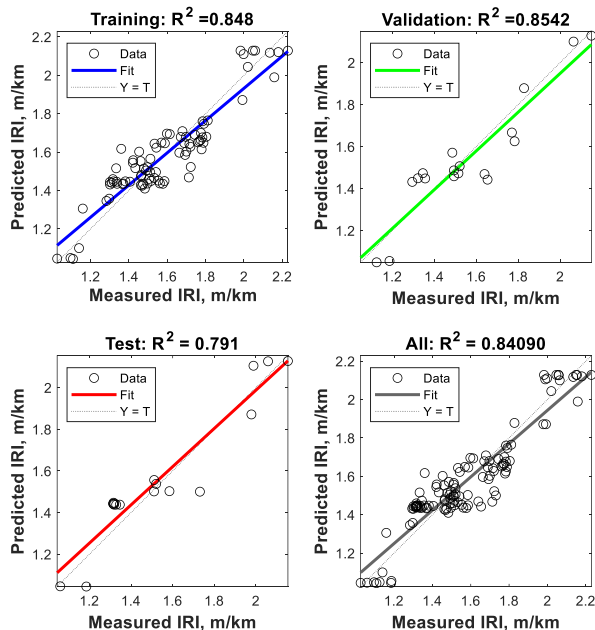 Training: R² =0.848
2.2
2
1.8
1.6
1.4
1.2
Predicted IRI, m/km
Data
Fit
Y = T
1.2 1.4 1.6 1.8 2 2.2
Measured IRI, m/km
Validation: R² =0.8542
2
1.8
1.6
1.4
1.2
Predicted IRI, m/km
Data
Fit
Y = T
1.2 1.4 1.6 1.8 2
Measured IRI, m/km
Test: R² = 0.791
2
1.8
1.6
1.4
1.2
Predicted IRI, m/km
Data
Fit
Y = T
1.2 1.4 1.6 1.8 2
Measured IRI, m/km
All: R² = 0.84090
2.2
2
1.8
1.6
1.4
1.2
Predicted IRI, m/km
Data
Fit
Y = T
1.2 1.4 1.6 1.8 2 2.2
Measured IRI, m/km